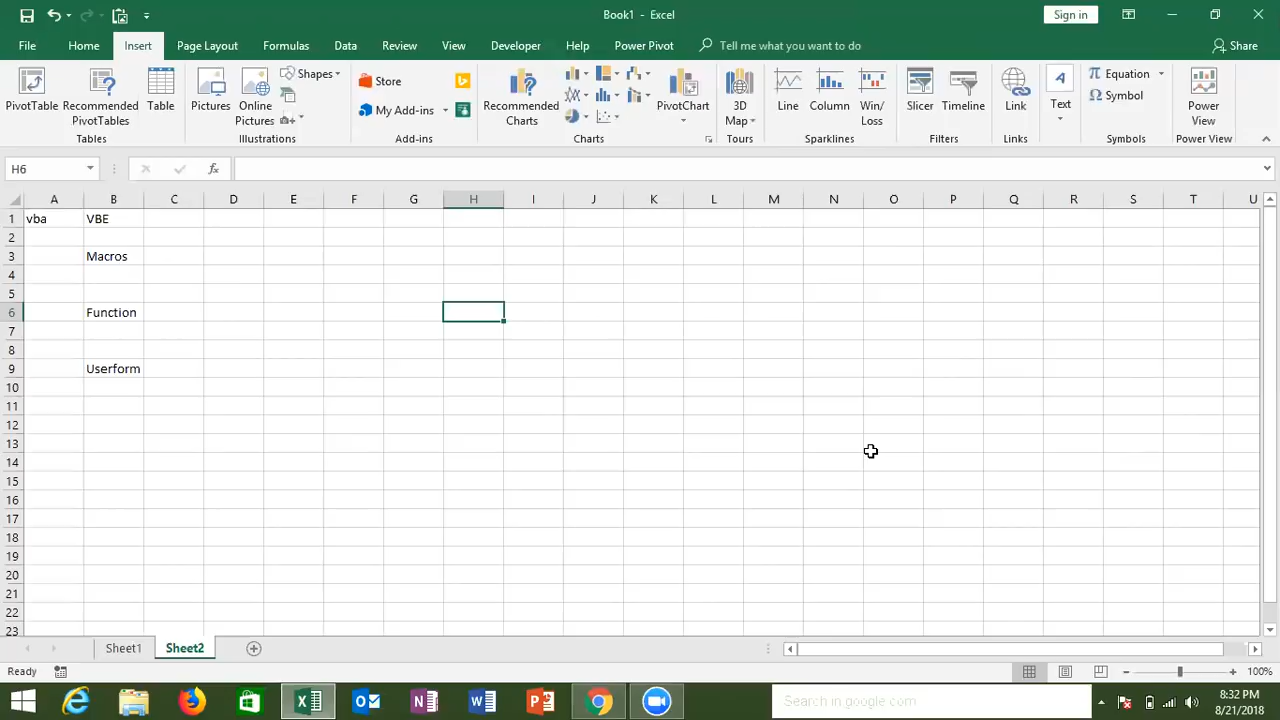 Book1 - Excel
Sign in
File Home Insert Page Layout Formulas Data Review View Developer Help Power Pivot Tell me what you want to do Share
PivotTable
Recommended PivotTables
Table
Pictures
Online Pictures
Shapes
Store
My Add-ins
Recommended Charts
PivotChart
3D Map
Line
Column
Win/Loss
Slicer
Timeline
Link
Text
Equation
Symbol
Power View
Tables Illustrations Add-ins Charts Tours Sparklines Filters Links Symbols Power View
H6 fx
A B C D E F G H I J K L M N O P Q R S T U
1 vba VBE
2
3 Macros
4
5
6 Function
7
8
9 Userform
10
11
12
13
14
15
16
17
18
19
20
21
22
23
Sheet1 Sheet2
Ready 100%
Search in google.com
8:32 PM
8/21/2018